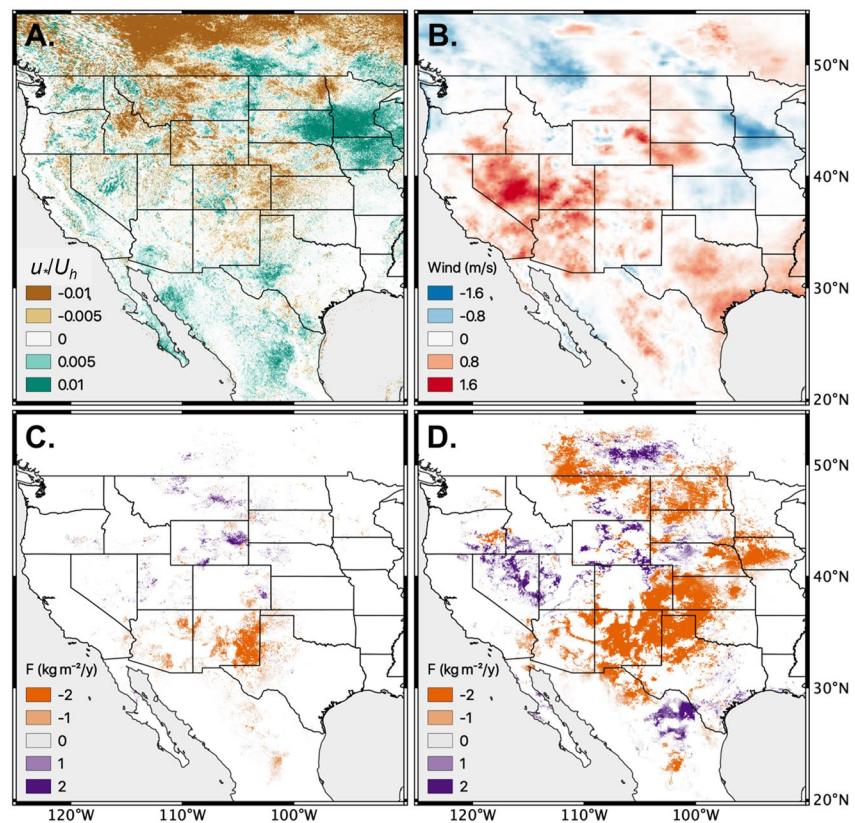 A.
u*/Uh
-0.01
-0.005
0
0.005
0.01
B.
Wind (m/s)
-1.6
-0.8
0
0.8
1.6
50°N
40°N
30°N
20°N
C.
F (kg m⁻²/y)
-2
-1
0
1
2
D.
F (kg m⁻²/y)
-2
-1
0
1
2
50°N
40°N
30°N
20°N
120°W 110°W 100°W 120°W 110°W 100°W